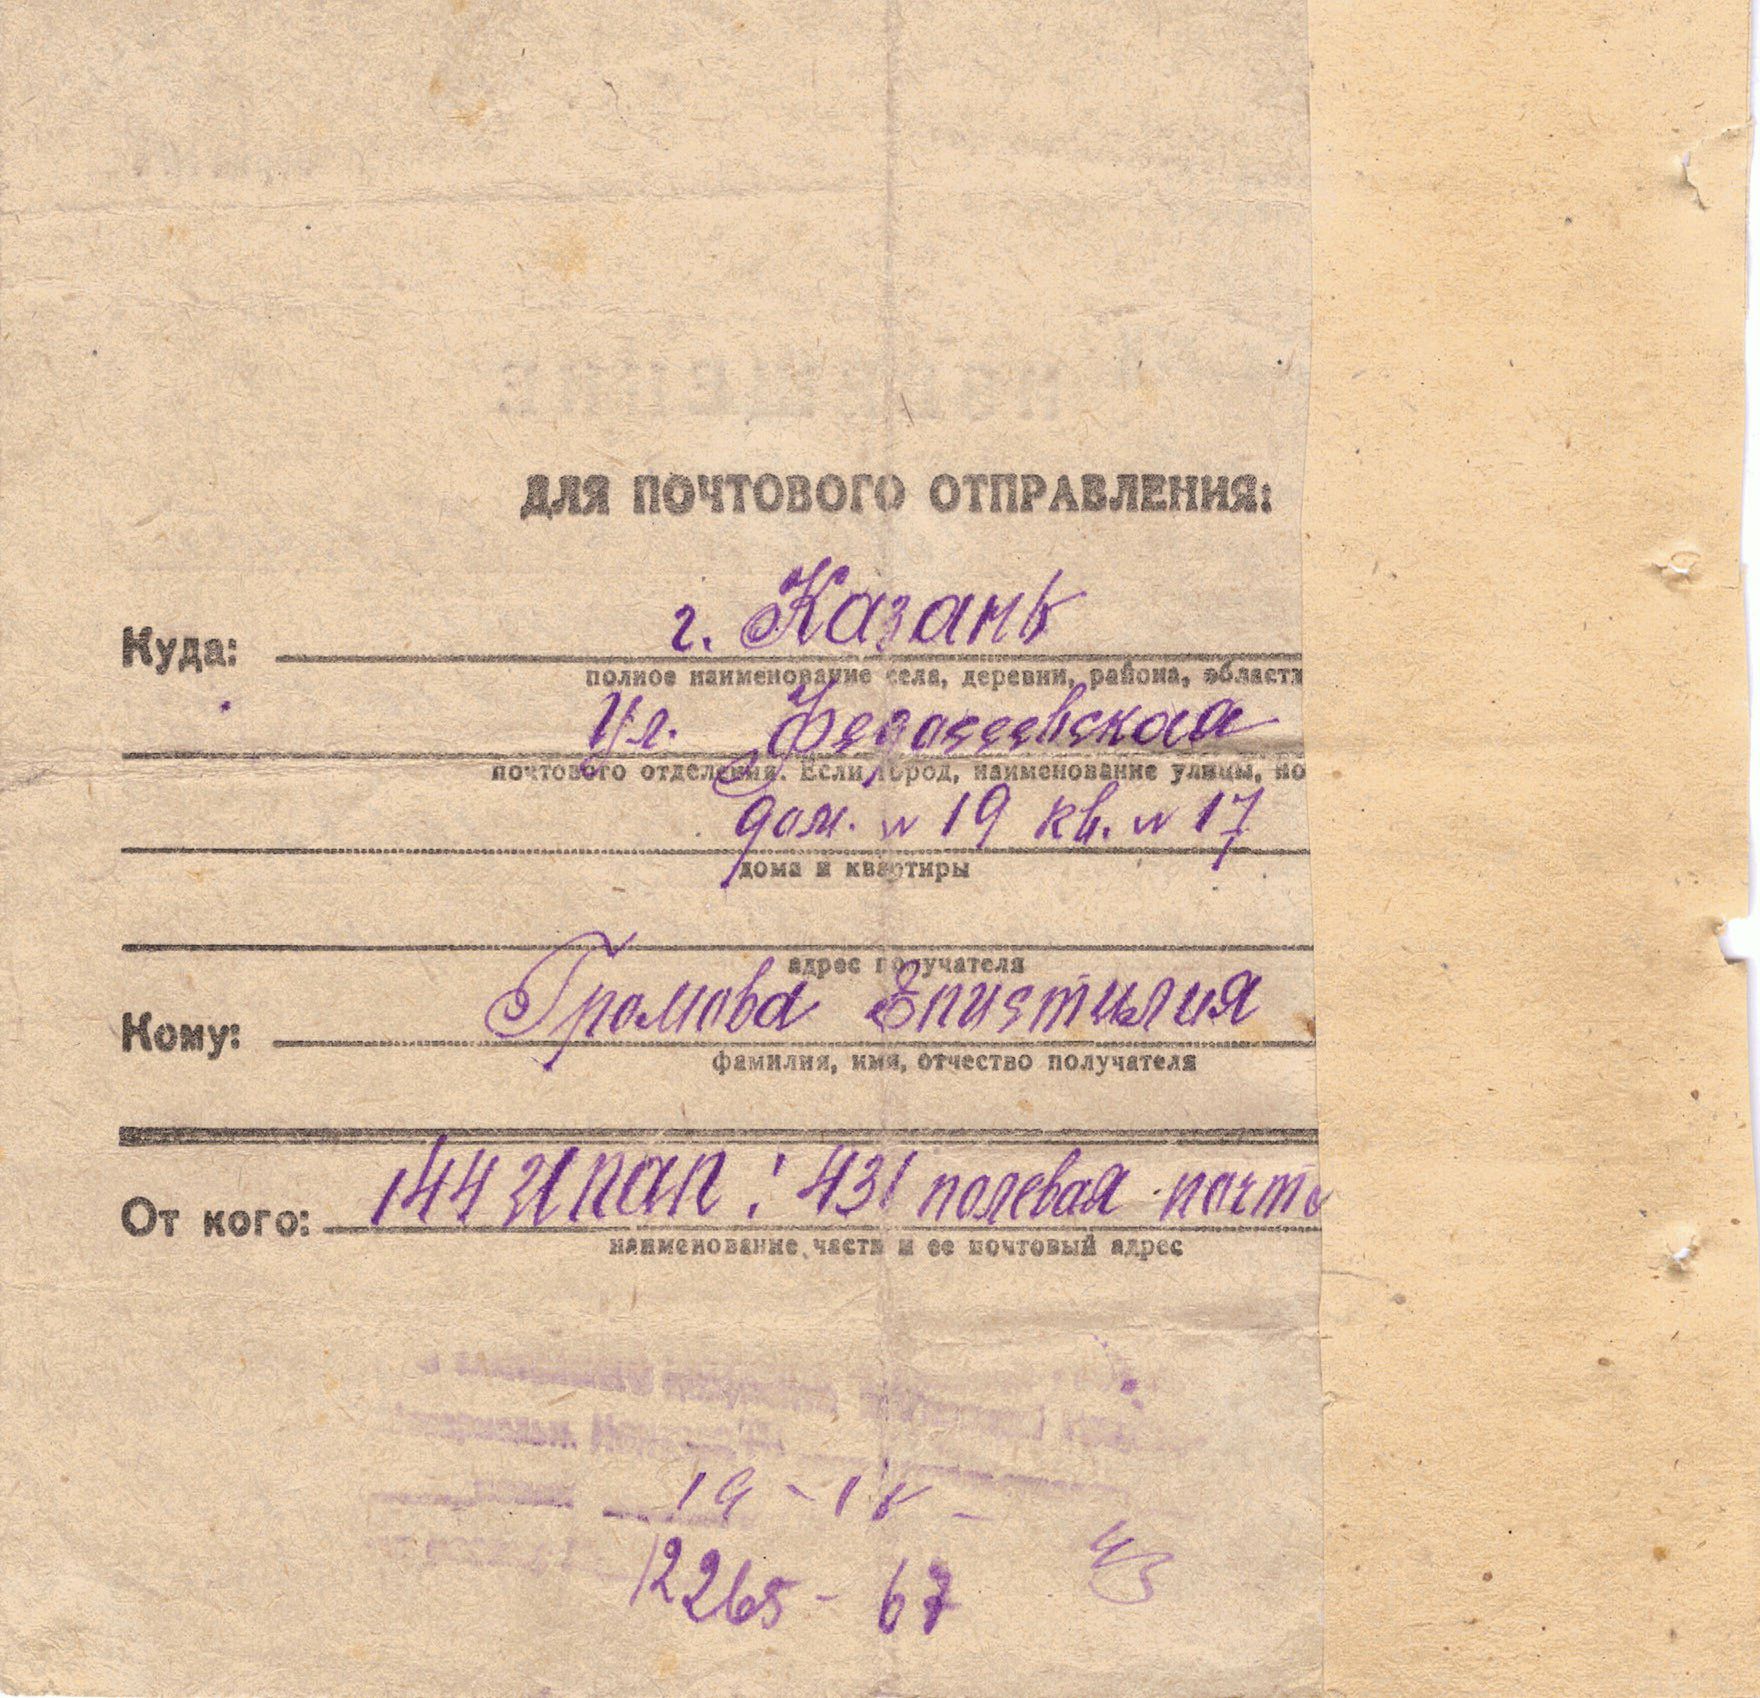 ДЛЯ ПОЧТОВОГО ОТПРАВЛЕНИЯ:
г. Казань
Куда:
полное наименование села, деревни, района, области
Ул. Федосеевская
почтового отделения. Если город, наименование улицы, но
дом. № 19 кв. № 17
дома и квартиры
адрес получателя
Кому: Громова Епистилия
фамилия, имя, отчество получателя
От кого: 144 ЗПАП: 431 полевая почта
наименование части и ее почтовый адрес
19 - IV -
12265 - 67